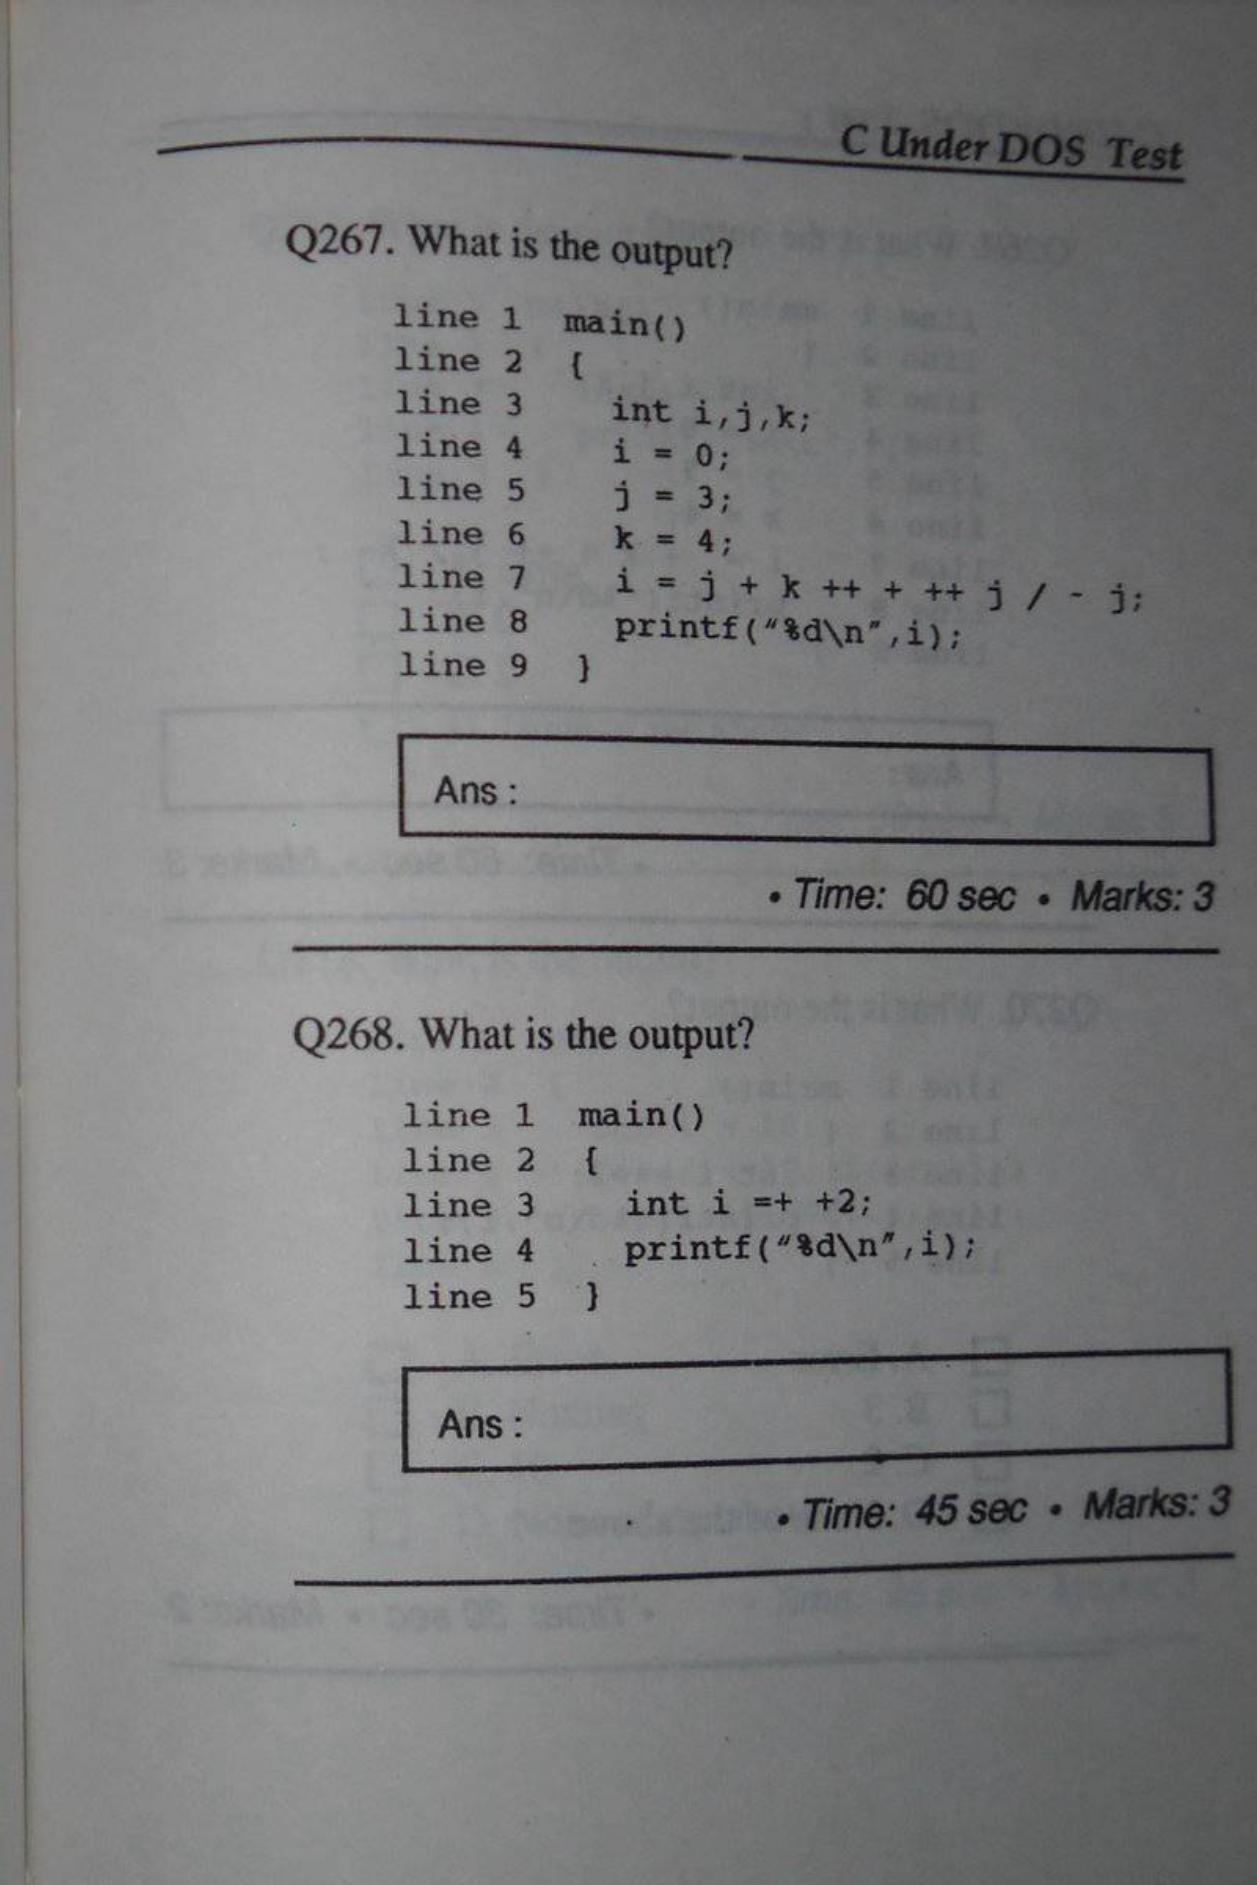 C Under DOS Test
Q267. What is the output?
line 1 main()
line 2 {
line 3 int i,j,k;
line 4 i = 0;
line 5 j = 3;
line 6 k = 4;
line 7 i = j + k ++ + ++ j / - j;
line 8 printf("%d\n",i);
line 9 }
Ans :
• Time: 60 sec • Marks: 3
Q268. What is the output?
line 1 main()
line 2 {
line 3 int i =+ +2;
line 4 printf("%d\n",i);
line 5 }
Ans :
• Time: 45 sec • Marks: 3